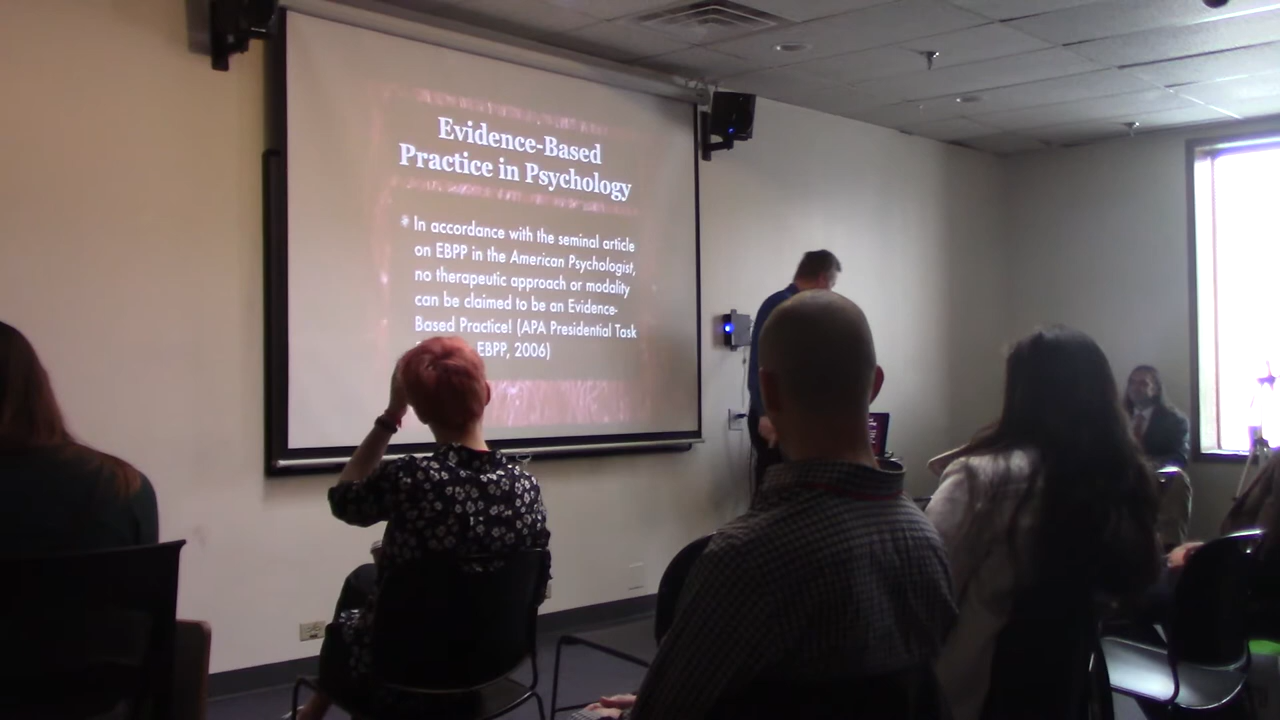 Evidence-Based
Practice in Psychology
In accordance with the seminal article
on EBPP in the American Psychologist,
no therapeutic approach or modality
can be claimed to be an Evidence-
Based Practice! (APA Presidential Task
EBPP, 2006)